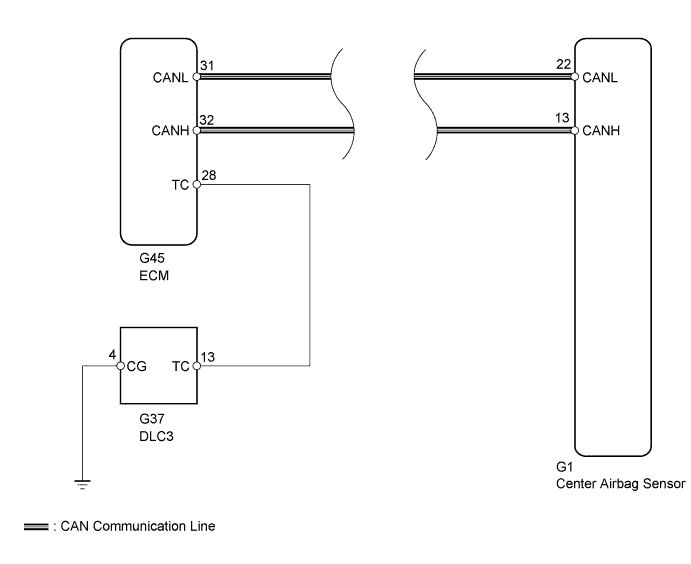 31
22
CANL
CANL
32
13
CANH
CANH
28
TC
G45
ECM
4
13
CG
TC
G37
DLC3
G1
Center Airbag Sensor
: CAN Communication Line